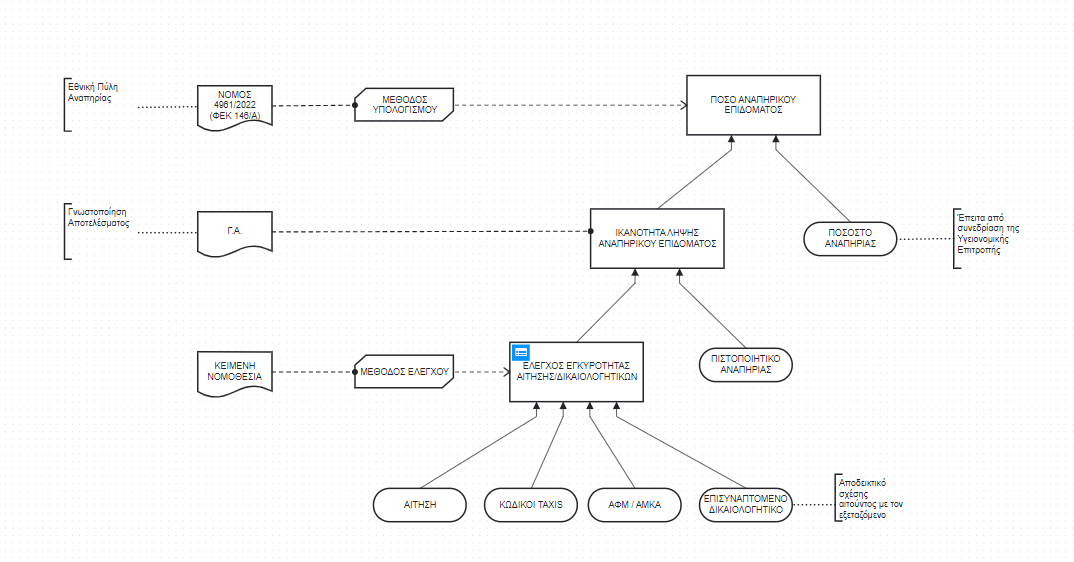 Εθνική Πύλη
Αναπηρίας
ΝΟΜΟΣ
4961/2022
(ΦΕΚ 146/Α)
ΜΕΘΟΔΟΣ
ΥΠΟΛΟΓΙΣΜΟΥ
ΠΟΣΟ ΑΝΑΠΗΡΙΚΟΥ
ΕΠΙΔΟΜΑΤΟΣ
Γνωστοποίηση
Αποτελέσματος
Γ.Α.
ΙΚΑΝΟΤΗΤΑ ΛΗΨΗΣ
ΑΝΑΠΗΡΙΚΟΥ ΕΠΙΔΟΜΑΤΟΣ
ΠΟΣΟΣΤΟ
ΑΝΑΠΗΡΙΑΣ
Έπειτα από
συνεδρίαση της
Υγειονομικής
Επιτροπής
ΚΕΙΜΕΝΗ
ΝΟΜΟΘΕΣΙΑ
ΜΕΘΟΔΟΣ ΕΛΕΓΧΟΥ
ΕΛΕΓΧΟΣ ΕΓΚΥΡΟΤΗΤΑΣ
ΑΙΤΗΣΗΣ/ΔΙΚΑΙΟΛΟΓΗΤΙΚΩΝ
ΠΙΣΤΟΠΟΙΗΤΙΚΟ
ΑΝΑΠΗΡΙΑΣ
ΑΙΤΗΣΗ
ΚΩΔΙΚΟΙ TAXIS
ΑΦΜ / ΑΜΚΑ
ΕΠΙΣΥΝΑΠΤΟΜΕΝΟ
ΔΙΚΑΙΟΛΟΓΗΤΙΚΟ
Αποδεικτικό
σχέσης
αιτούντος με τον
εξεταζόμενο